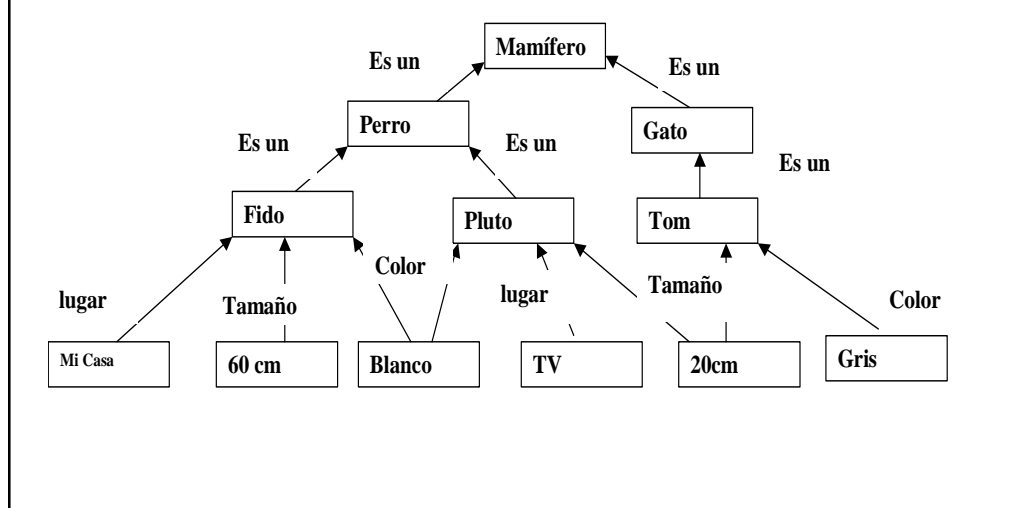 Mamífero
Es un
Es un
Perro
Gato
Es un
Es un
Es un
Fido
Pluto
Tom
Color
lugar
Tamaño
lugar
Tamaño
Color
Mi Casa
60 cm
Blanco
TV
20cm
Gris